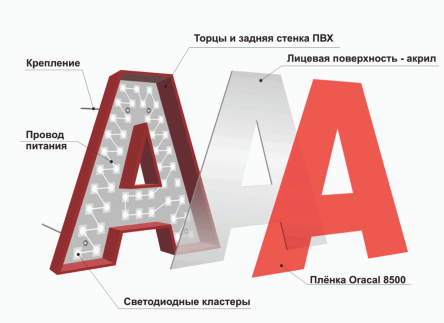 Торцы и задняя стенка ПВХ
Лицевая поверхность - акрил
Крепление
Провод
питания
Плёнка Oracal 8500
Светодиодные кластеры